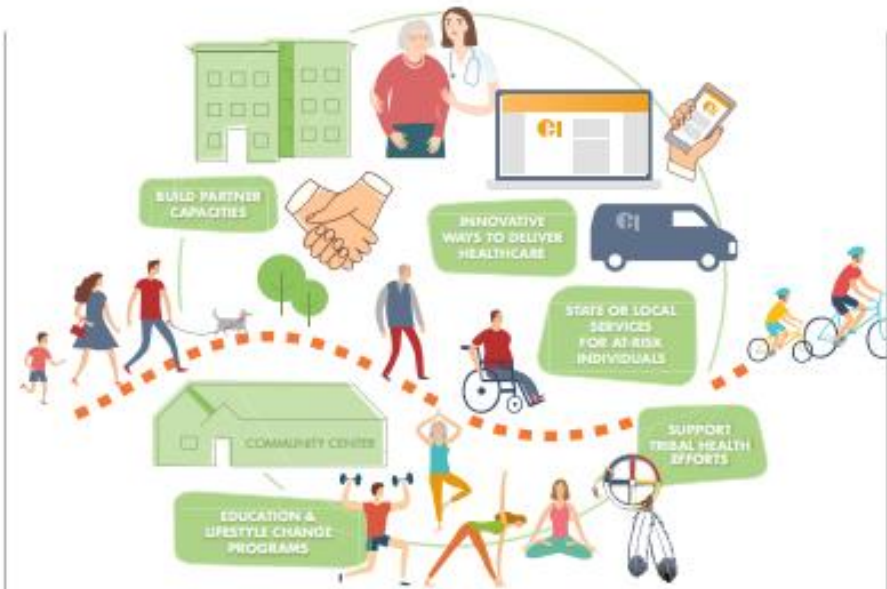 BUILD PARTNER
CAPACITIES
INNOVATIVE
WAYS TO DELIVER
HEALTHCARE
STATE OR LOCAL
SERVICES
FOR AT-RISK
INDIVIDUALS
COMMUNITY CENTER
SUPPORT
TRIBAL HEALTH
EFFORTS
EDUCATION &
LIFESTYLE CHANGE
PROGRAMS